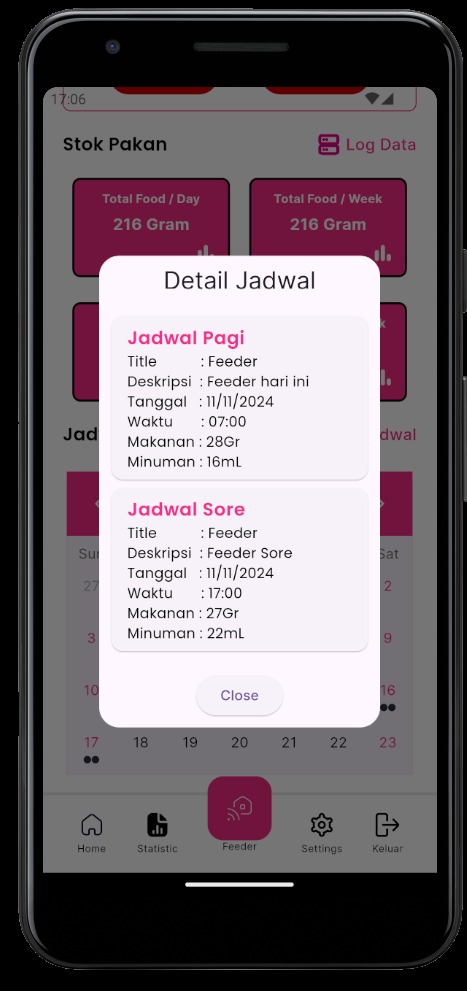 17:06
Stok Pakan
Log Data
Total Food / Day
216 Gram
Total Food / Week
216 Gram
Detail Jadwal
Jadwal Pagi
Title : Feeder
Deskripsi : Feeder hari ini
Tanggal : 11/11/2024
Waktu : 07:00
Makanan : 28Gr
Minuman : 16mL
Jadwal Sore
Title : Feeder
Deskripsi : Feeder Sore
Tanggal : 11/11/2024
Waktu : 17:00
Makanan : 27Gr
Minuman : 22mL
Close
Sat
27
2
3
9
10
16
17 18 19 20 21 22 23
Home
Statistic
Feeder
Settings
Keluar